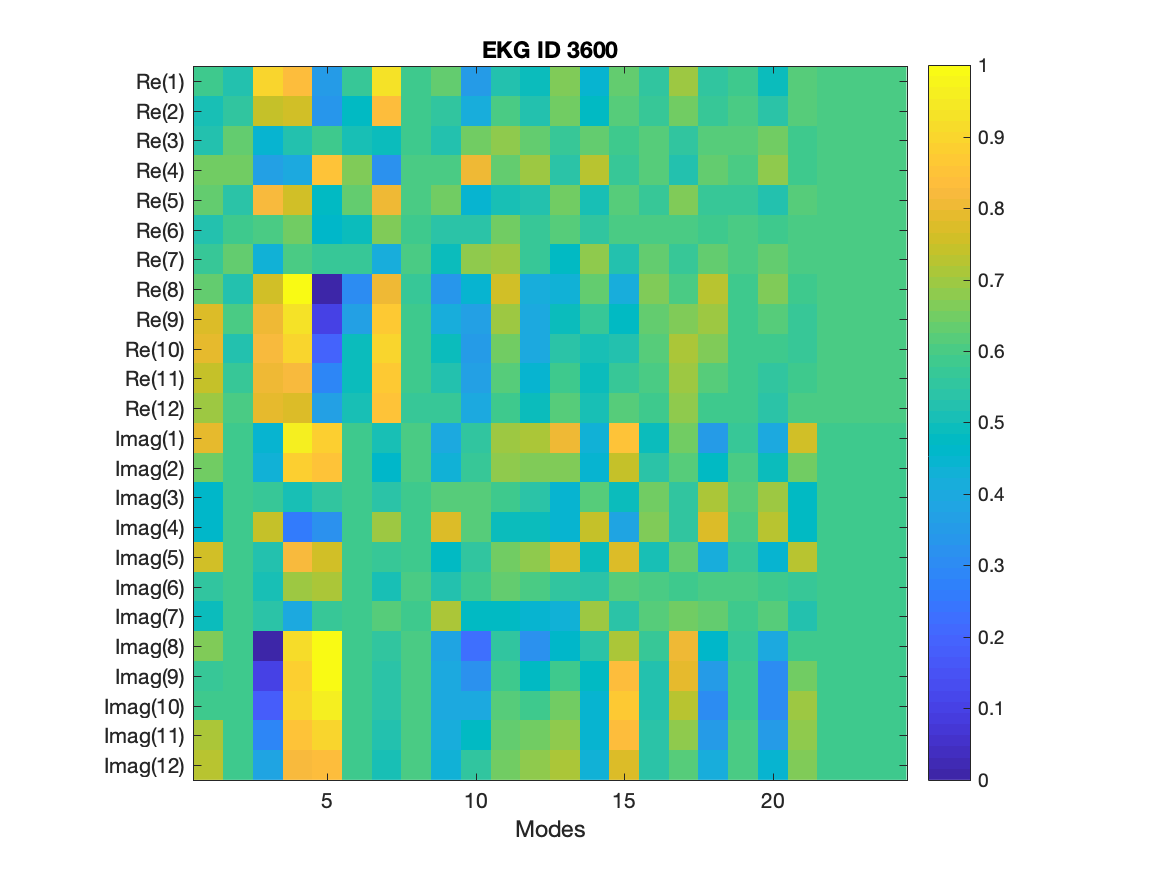 EKG ID 3600
Re(1)
Re(2)
Re(3)
Re(4)
Re(5)
Re(6)
Re(7)
Re(8)
Re(9)
Re(10)
Re(11)
Re(12)
Imag(1)
Imag(2)
Imag(3)
Imag(4)
Imag(5)
Imag(6)
Imag(7)
Imag(8)
Imag(9)
Imag(10)
Imag(11)
Imag(12)
5 10 15 20
Modes
1
0.9
0.8
0.7
0.6
0.5
0.4
0.3
0.2
0.1
0